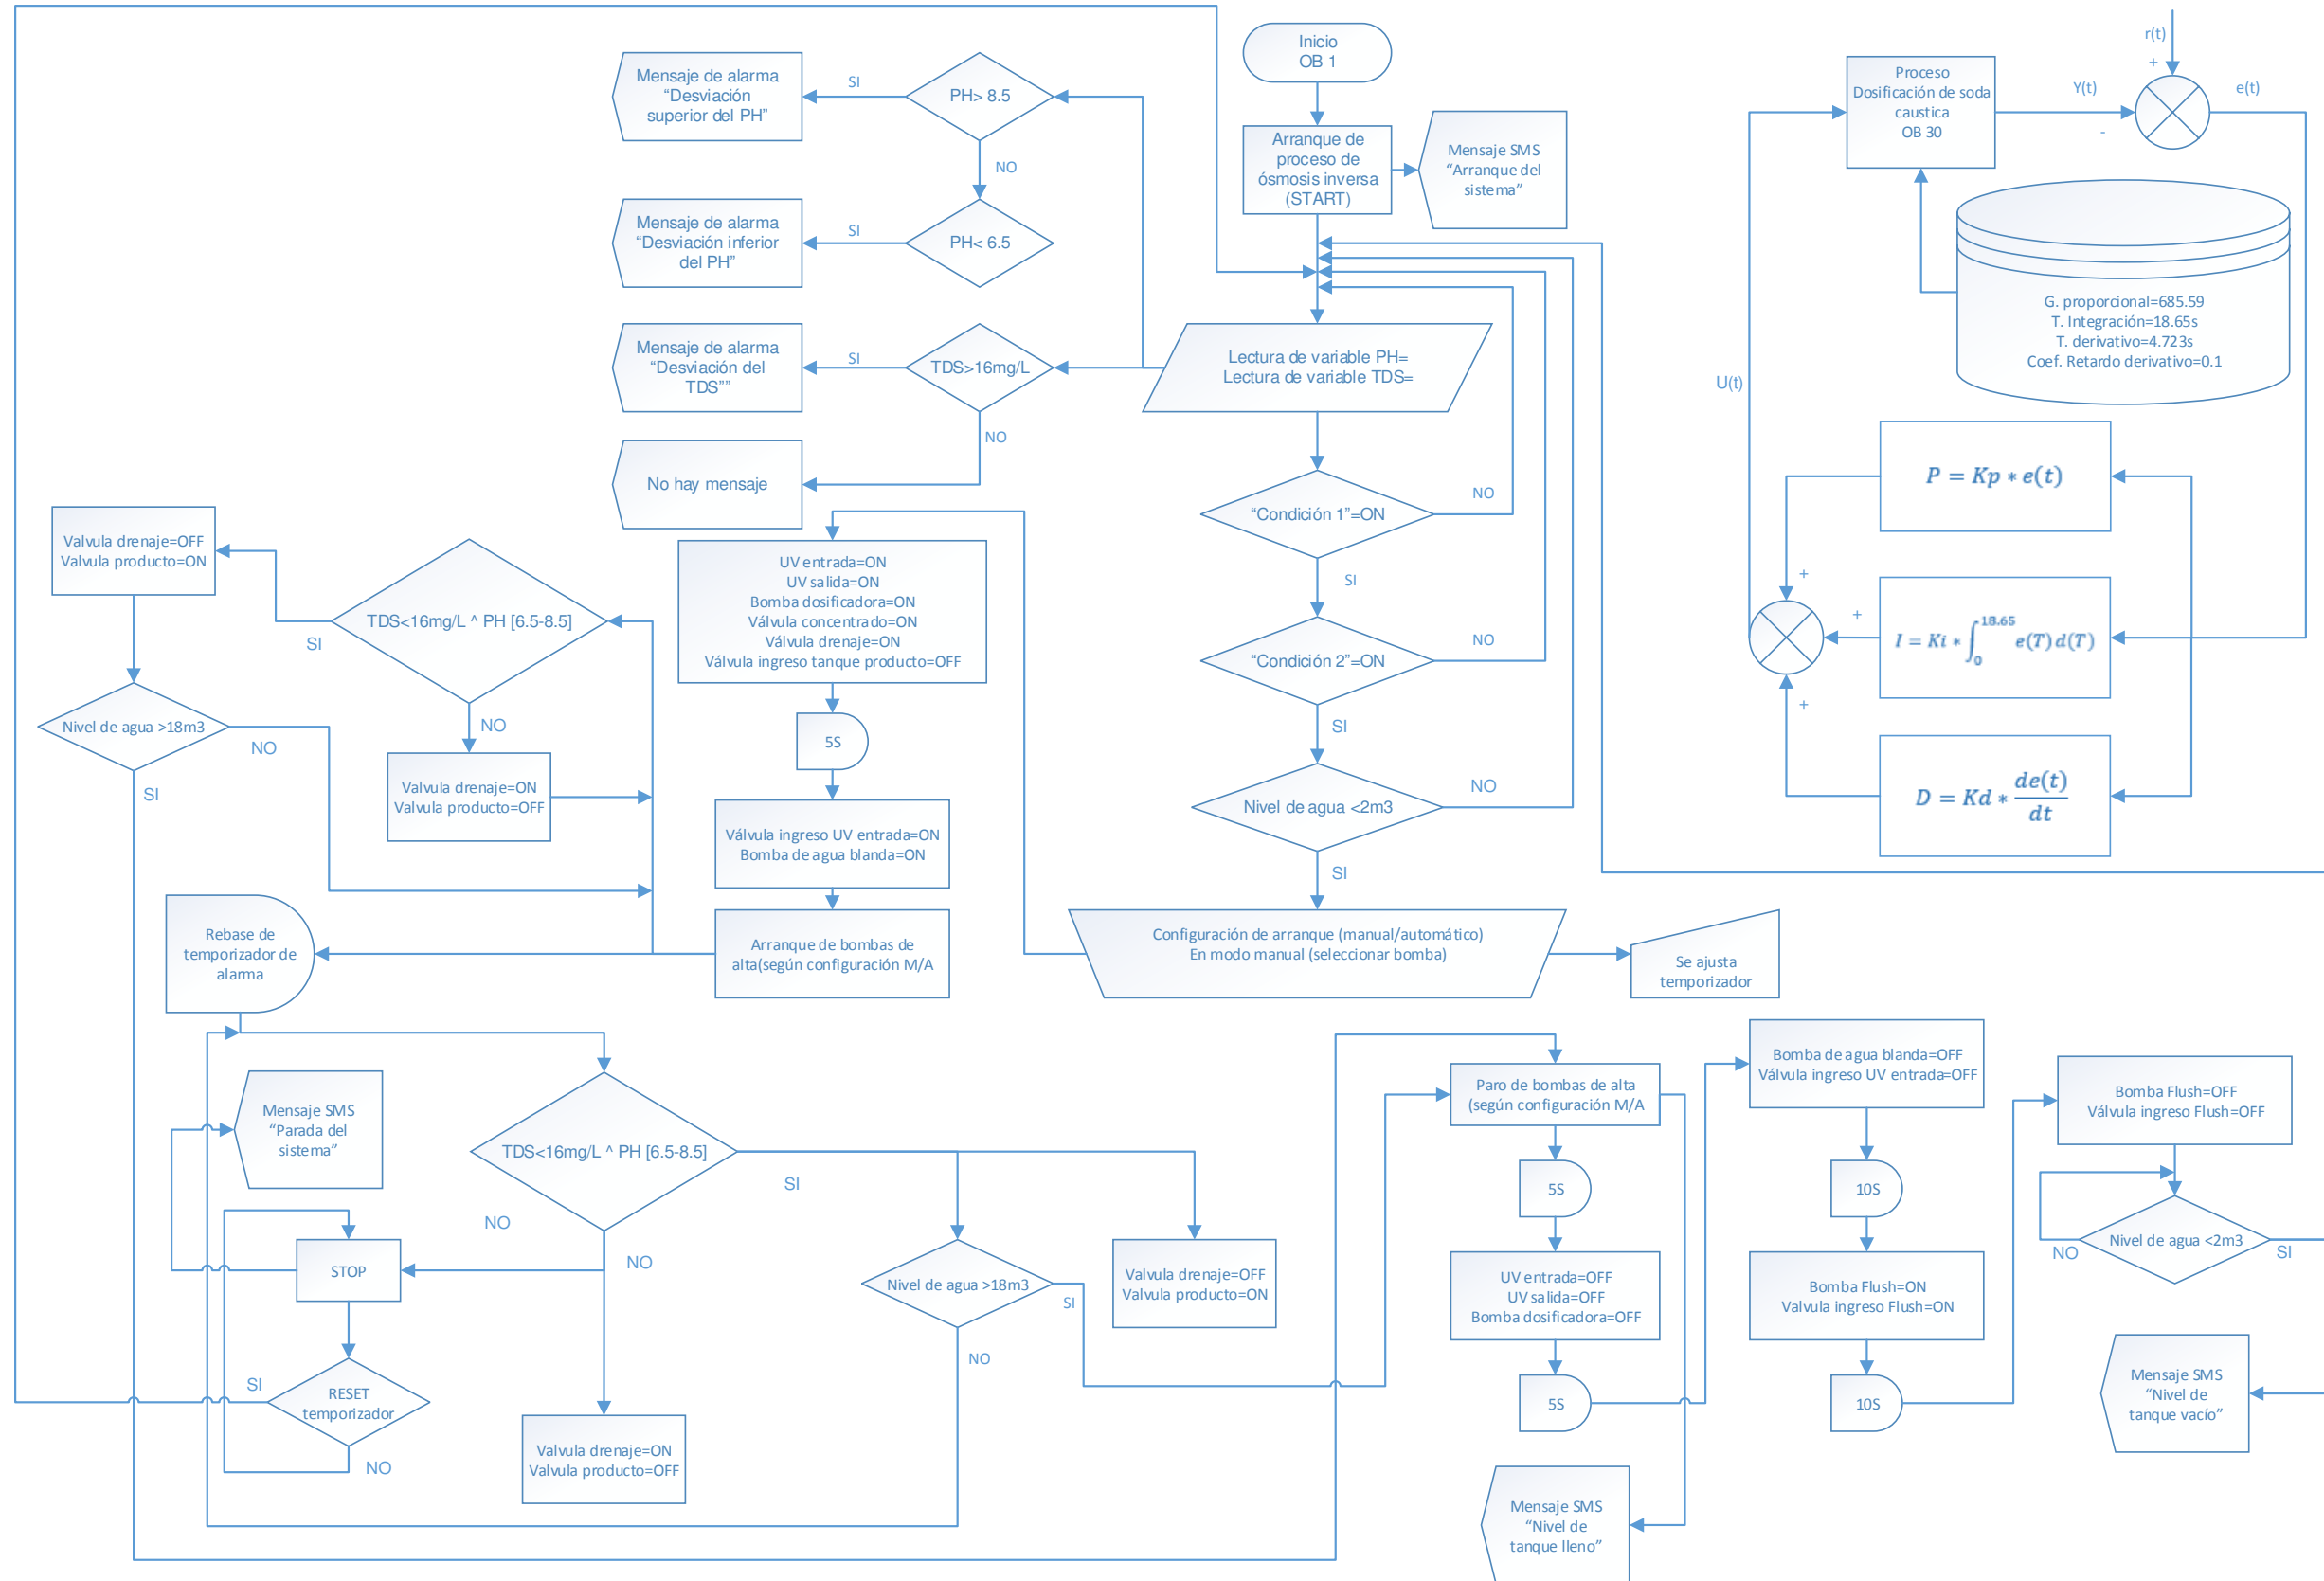 Inicio
OB 1
Arranque de
proceso de
ósmosis inversa
(START)
Mensaje SMS
“Arranque del
sistema”
Mensaje de alarma
“Desviación
superior del PH”
SI
PH> 8.5
NO
Mensaje de alarma
“Desviación inferior
del PH”
SI
PH< 6.5
Mensaje de alarma
“Desviación del
TDS””
SI
TDS>16mg/L
NO
No hay mensaje
Lectura de variable PH=
Lectura de variable TDS=
“Condición 1”=ON
NO
SI
“Condición 2”=ON
NO
SI
Nivel de agua <2m3
NO
SI
Configuración de arranque (manual/automático)
En modo manual (seleccionar bomba)
Se ajusta
temporizador
r(t)
+
Proceso
Dosificación de soda
caustica
OB 30
Y(t)
-
e(t)
G. proporcional=685.59
T. Integración=18.65s
T. derivativo=4.723s
Coef. Retardo derivativo=0.1
U(t)
P = Kp * e(t)
+
+
I = Ki * ∫₀^18.65 e(T) d(T)
+
D = Kd * de(t)/dt
Valvula drenaje=OFF
Valvula producto=ON
TDS<16mg/L ^ PH [6.5-8.5]
SI
NO
Nivel de agua >18m3
NO
SI
Valvula drenaje=ON
Valvula producto=OFF
UV entrada=ON
UV salida=ON
Bomba dosificadora=ON
Válvula concentrado=ON
Válvula drenaje=ON
Válvula ingreso tanque producto=OFF
5S
Válvula ingreso UV entrada=ON
Bomba de agua blanda=ON
Arranque de bombas de
alta(según configuración M/A
Rebase de
temporizador de
alarma
Mensaje SMS
“Parada del
sistema”
TDS<16mg/L ^ PH [6.5-8.5]
SI
NO
NO
STOP
RESET
temporizador
SI
NO
Valvula drenaje=ON
Valvula producto=OFF
Nivel de agua >18m3
SI
NO
Valvula drenaje=OFF
Valvula producto=ON
Paro de bombas de alta
(según configuración M/A
5S
UV entrada=OFF
UV salida=OFF
Bomba dosificadora=OFF
5S
Mensaje SMS
“Nivel de
tanque lleno”
Bomba de agua blanda=OFF
Válvula ingreso UV entrada=OFF
10S
Bomba Flush=ON
Valvula ingreso Flush=ON
10S
Bomba Flush=OFF
Válvula ingreso Flush=OFF
Nivel de agua <2m3
NO
SI
Mensaje SMS
“Nivel de
tanque vacío”